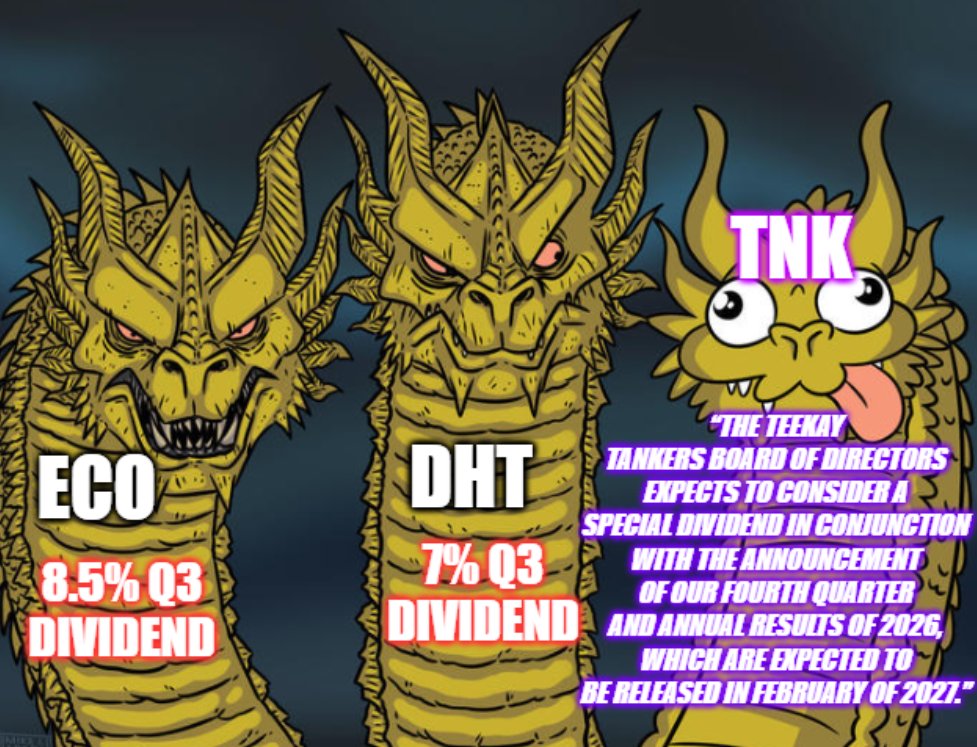 TNK
ECO
DHT
8.5% Q3
DIVIDEND
7% Q3
DIVIDEND
"THE TEEKAY
TANKERS BOARD OF DIRECTORS
EXPECTS TO CONSIDER A
SPECIAL DIVIDEND IN CONJUNCTION
WITH THE ANNOUNCEMENT
OF OUR FOURTH QUARTER
AND ANNUAL RESULTS OF 2026,
WHICH ARE EXPECTED TO
BE RELEASED IN FEBRUARY OF 2027."